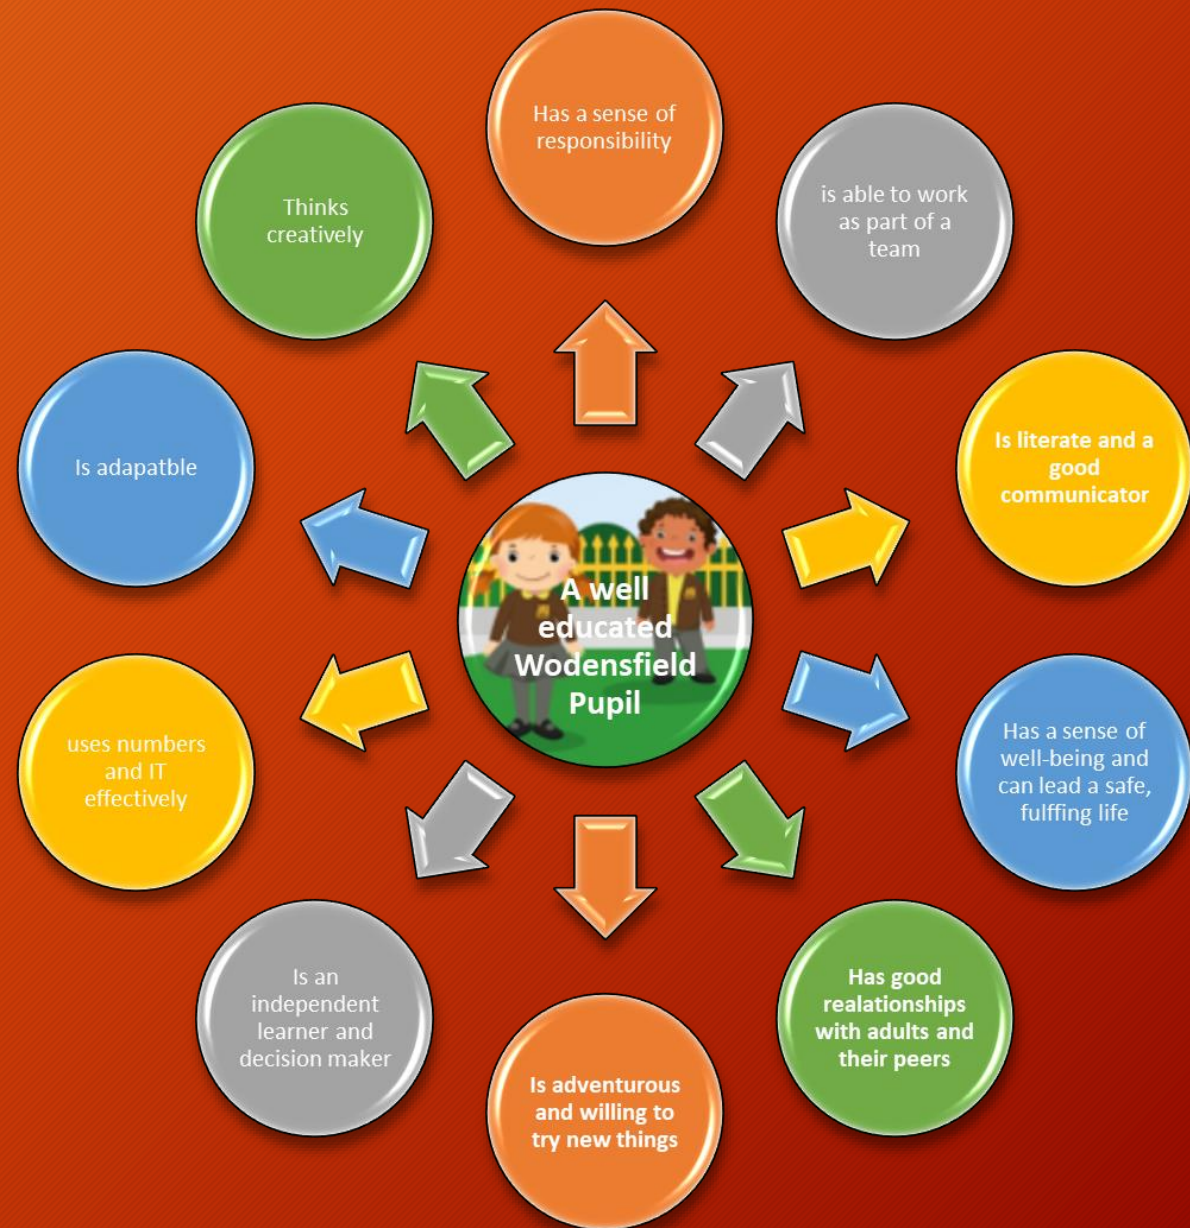 Has a sense of
responsibility
is able to work
as part of a
team
Is literate and a
good
communicator
Has a sense of
well-being and
can lead a safe,
fulffing life
Has good
realationships
with adults and
their peers
Is adventurous
and willing to
try new things
Is an
independent
learner and
decision maker
uses numbers
and IT
effectively
Is adapatble
Thinks
creatively
A well
educated
Wodensfield
Pupil